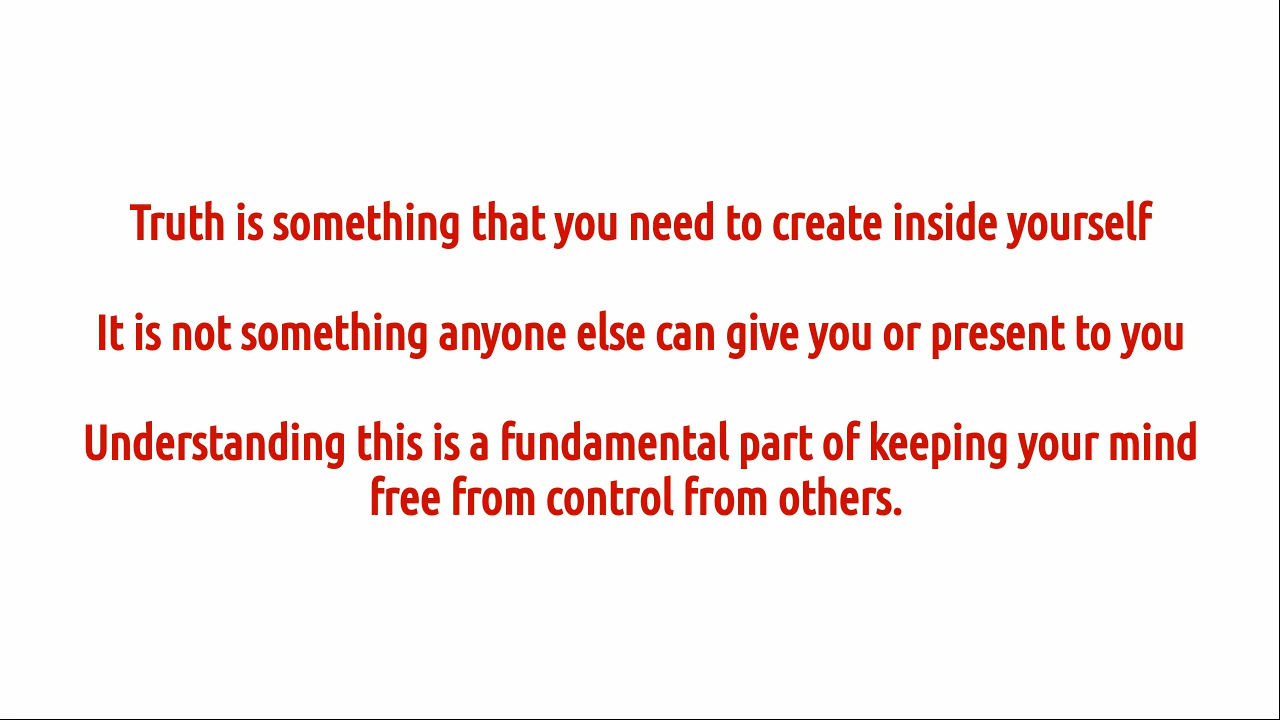 Truth is something that you need to create inside yourself
It is not something anyone else can give you or present to you
Understanding this is a fundamental part of keeping your mind
free from control from others.